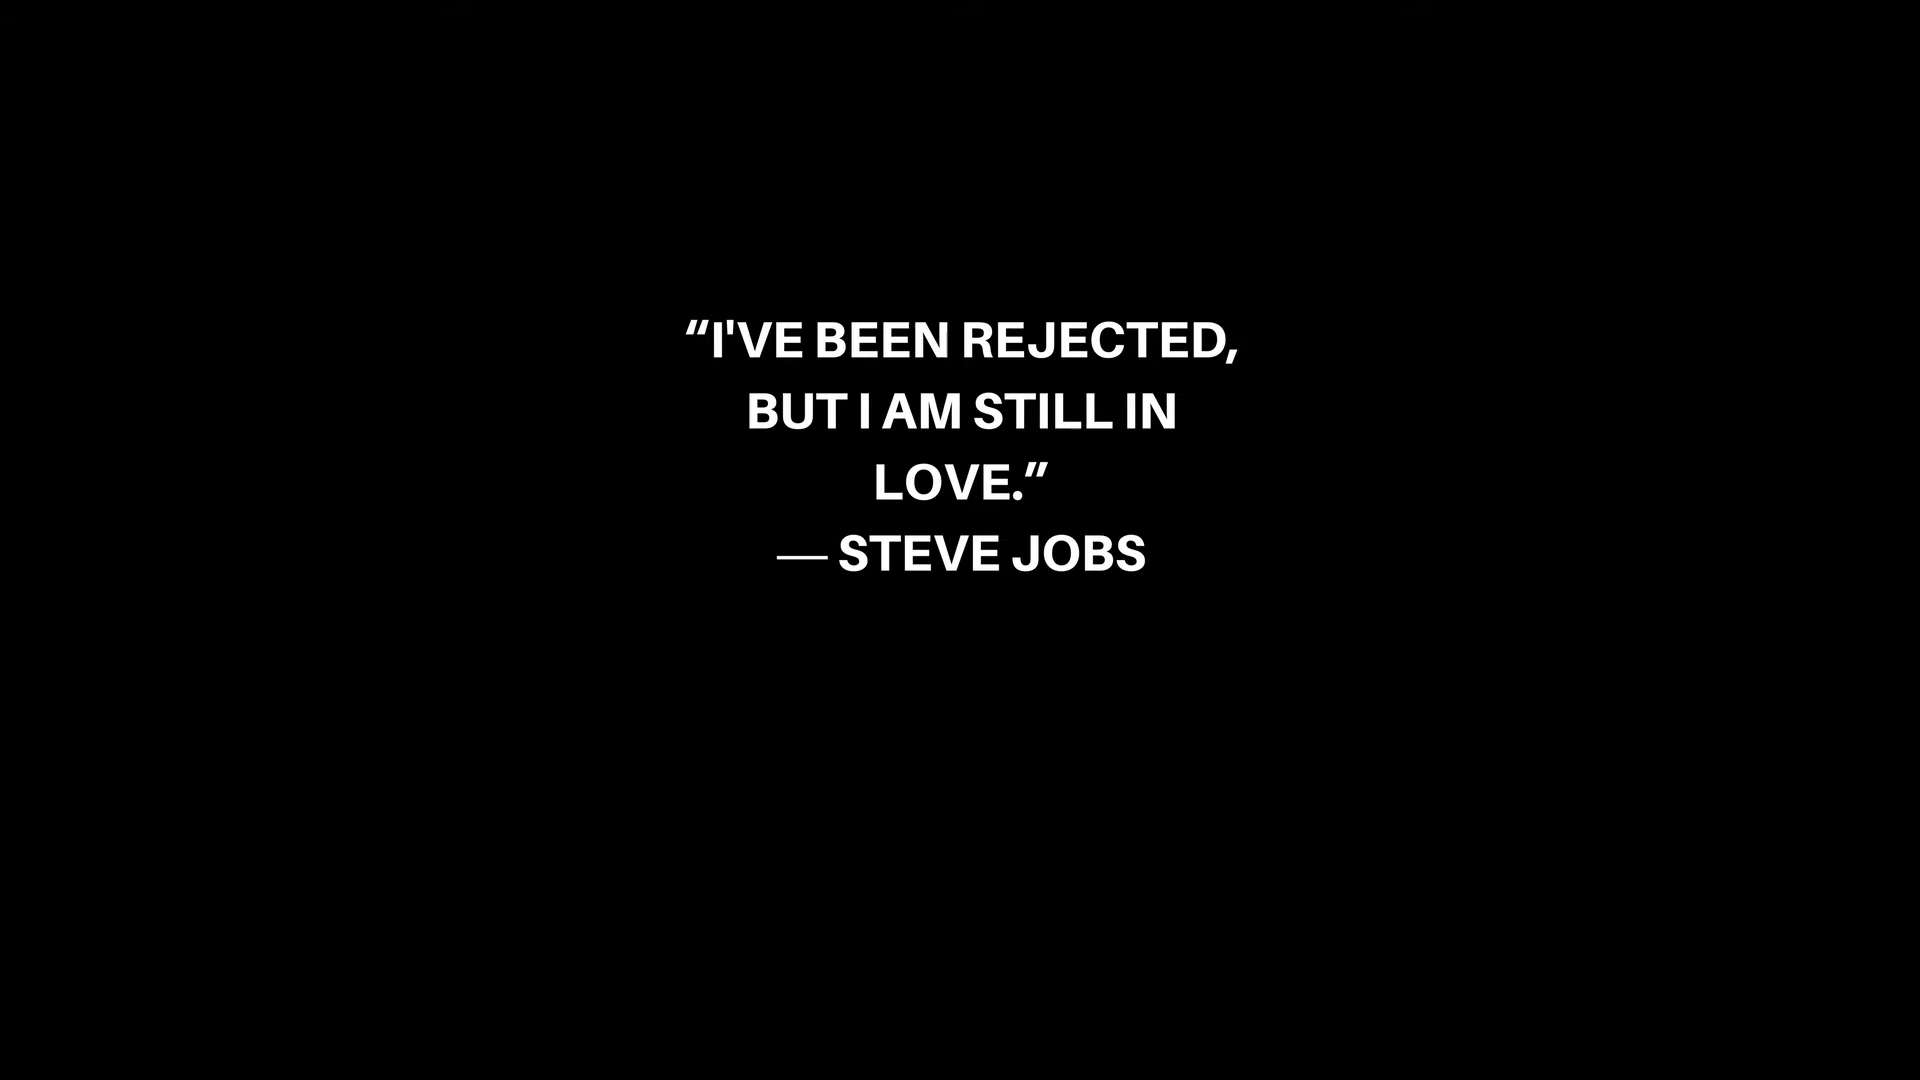 “I'VE BEEN REJECTED,
BUT I AM STILL IN
LOVE.”
— STEVE JOBS